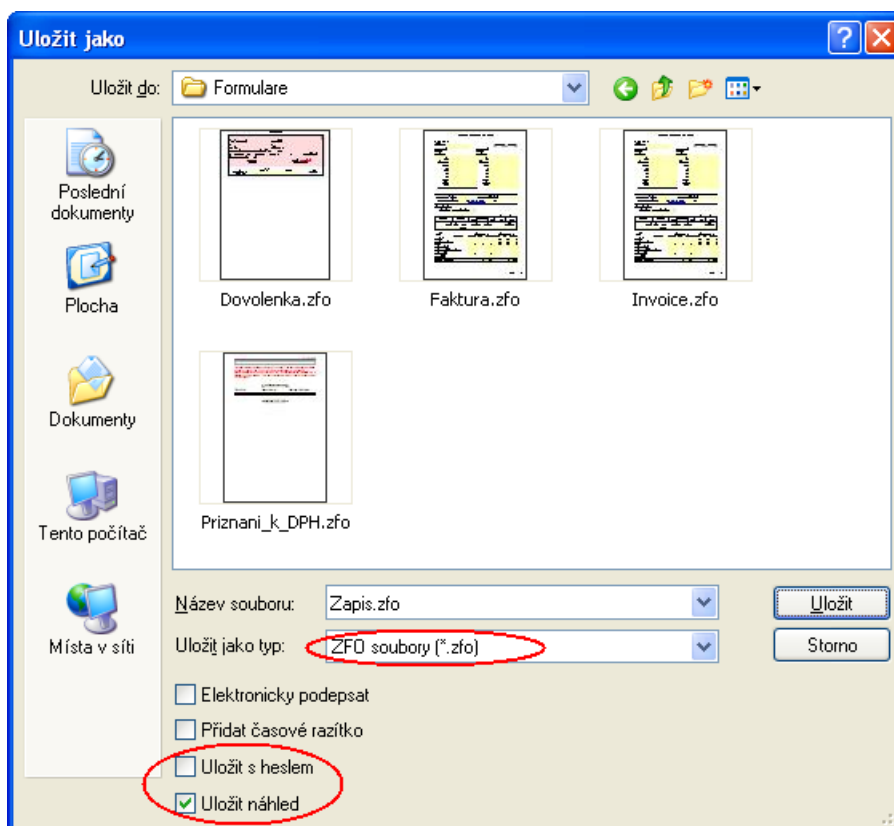 Uložit jako
Uložit do:
Formulare
Poslední
dokumenty
Plocha
Dokumenty
Tento počítač
Místa v síti
Dovolenka.zfo
Faktura.zfo
Invoice.zfo
Priznani_k_DPH.zfo
Název souboru:
Zapis.zfo
Uložit
Uložit jako typ:
ZFO soubory (*.zfo)
Storno
Elektronicky podepsat
Přidat časové razítko
Uložit s heslem
Uložit náhled